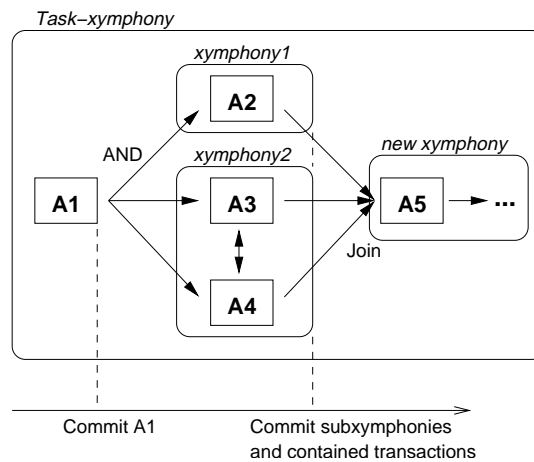 Task–xymphony
xymphony1
A2
AND
xymphony2
new xymphony
A1
A3
A5
...
Join
A4
Commit A1
Commit subxymphonies
and contained transactions